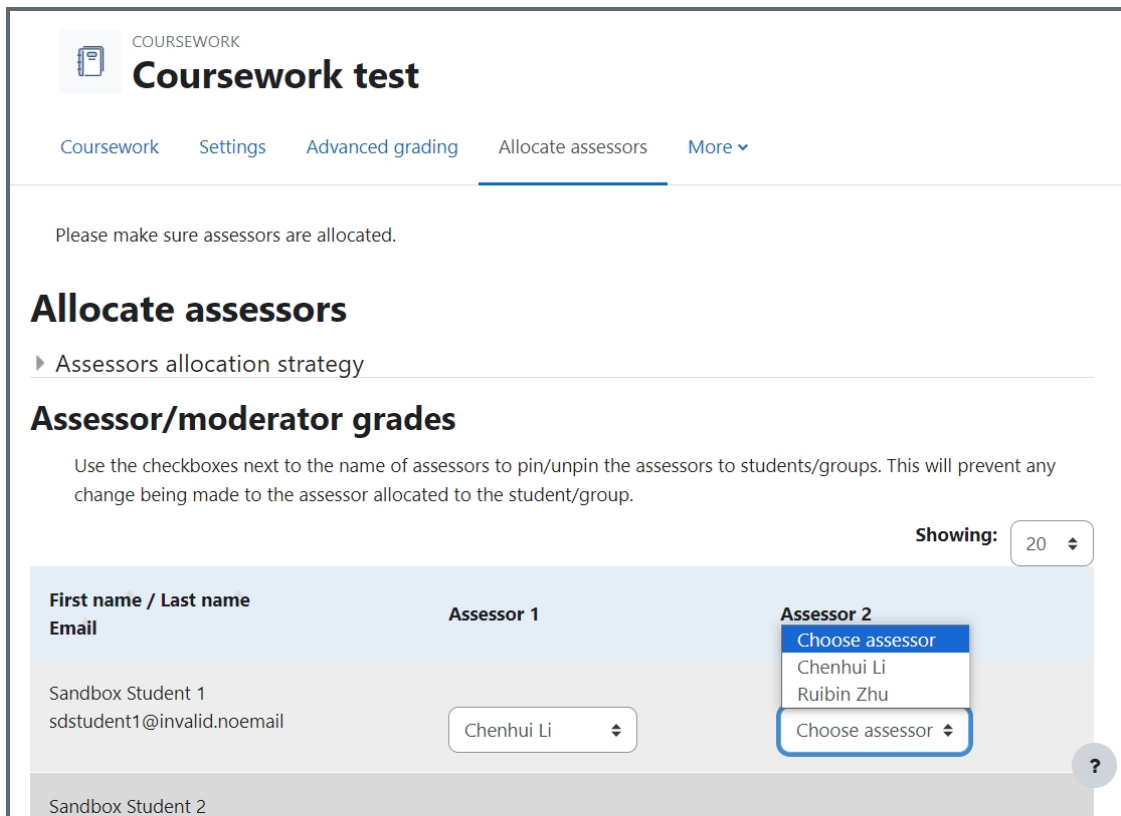 COURSEWORK
Coursework test
Coursework Settings Advanced grading Allocate assessors More
Please make sure assessors are allocated.
Allocate assessors
Assessors allocation strategy
Assessor/moderator grades
Use the checkboxes next to the name of assessors to pin/unpin the assessors to students/groups. This will prevent any
change being made to the assessor allocated to the student/group.
Showing: 20
First name / Last name
Email
Assessor 1
Assessor 2
Choose assessor
Chenhui Li
Ruibin Zhu
Sandbox Student 1
sdstudent1@invalid.noemail
Chenhui Li
Choose assessor
?
Sandbox Student 2